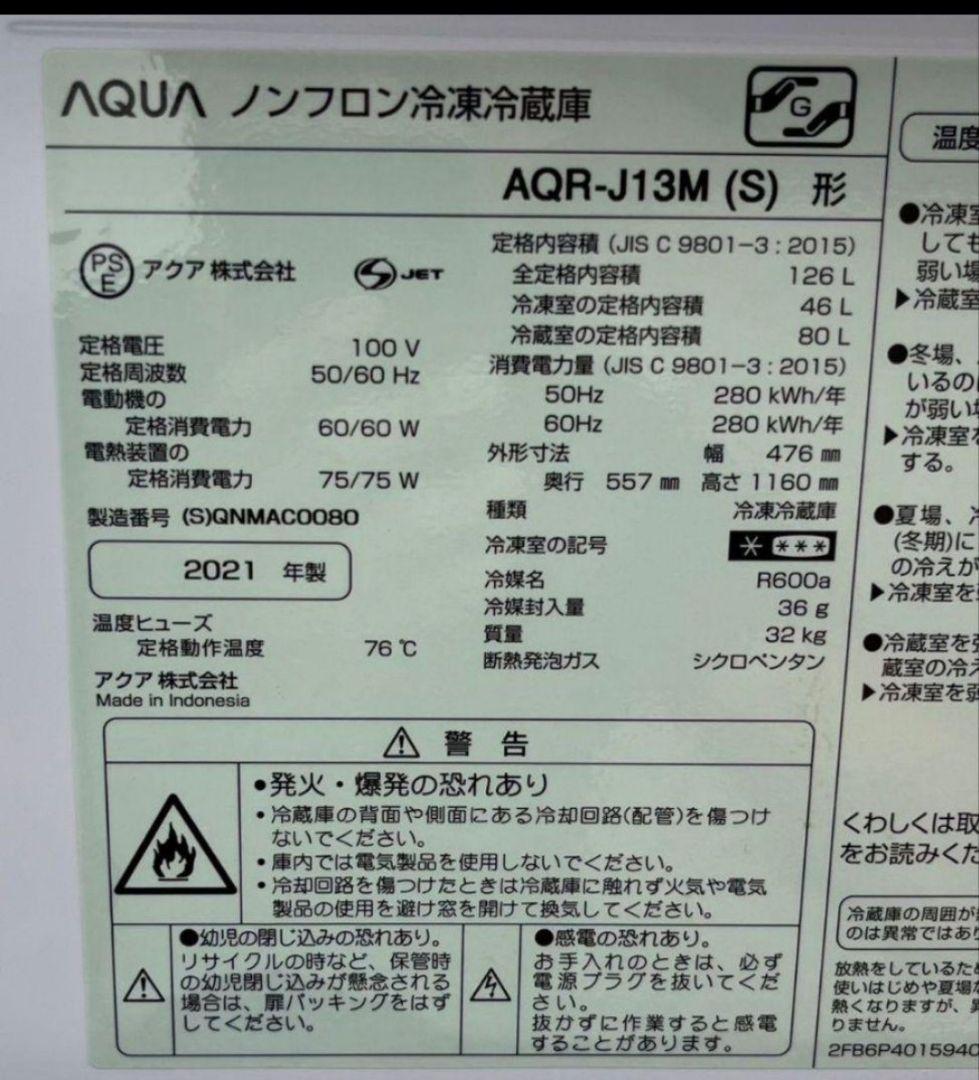 AQUA ノンフロン冷凍冷蔵庫
G
AQR-J13M (S) 形
PS
E
アクア 株式会社
S JET
定格電圧 100 V
定格周波数 50/60 Hz
電動機の
定格消費電力 60/60 W
電熱装置の
定格消費電力 75/75 W
製造番号 (S)QNMAC0080
2021 年製
温度ヒューズ
定格動作温度 76 ℃
アクア 株式会社
Made in Indonesia
定格内容積 (JIS C 9801-3 : 2015)
全定格内容積 126 L
冷凍室の定格内容積 46 L
冷蔵室の定格内容積 80 L
消費電力量 (JIS C 9801-3 : 2015)
50Hz 280 kWh/年
60Hz 280 kWh/年
外形寸法 幅 476 ㎜
奥行 557 ㎜ 高さ 1160 ㎜
種類 冷凍冷蔵庫
冷凍室の記号 * ***
冷媒名 R600a
冷媒封入量 36 g
質量 32 kg
断熱発泡ガス シクロペンタン
⚠ 警 告
●発火・爆発の恐れあり
・冷蔵庫の背面や側面にある冷却回路(配管)を傷つけ
ないでください。
・庫内では電気製品を使用しないでください。
・冷却回路を傷つけたときは冷蔵庫に触れず火気や電気
製品の使用を避け窓を開けて換気してください。
●幼児の閉じ込みの恐れあり。
リサイクルの時など、保管時
の幼児閉じ込みが懸念される
場合は、扉パッキングをはず
してください。
●感電の恐れあり。
お手入れのときは、必ず
電源プラグを抜いてくだ
さい。
抜かずに作業すると感電
することがあります。
温度
●冷凍室
しても
弱い場
▶冷蔵室
●冬場、
いるの
が弱い
▶冷凍室を
する。
●夏場、
(冬期)に
の冷えが
▶冷凍室を
●冷蔵室を
蔵室の冷え
▶冷凍室を弱
くわしくは取
をお読みくだ
冷蔵庫の周囲が
のは異常ではあ
放熱をしているため
使いはじめや夏場な
熱くなりますが、異
りません。
2FB6P4015940